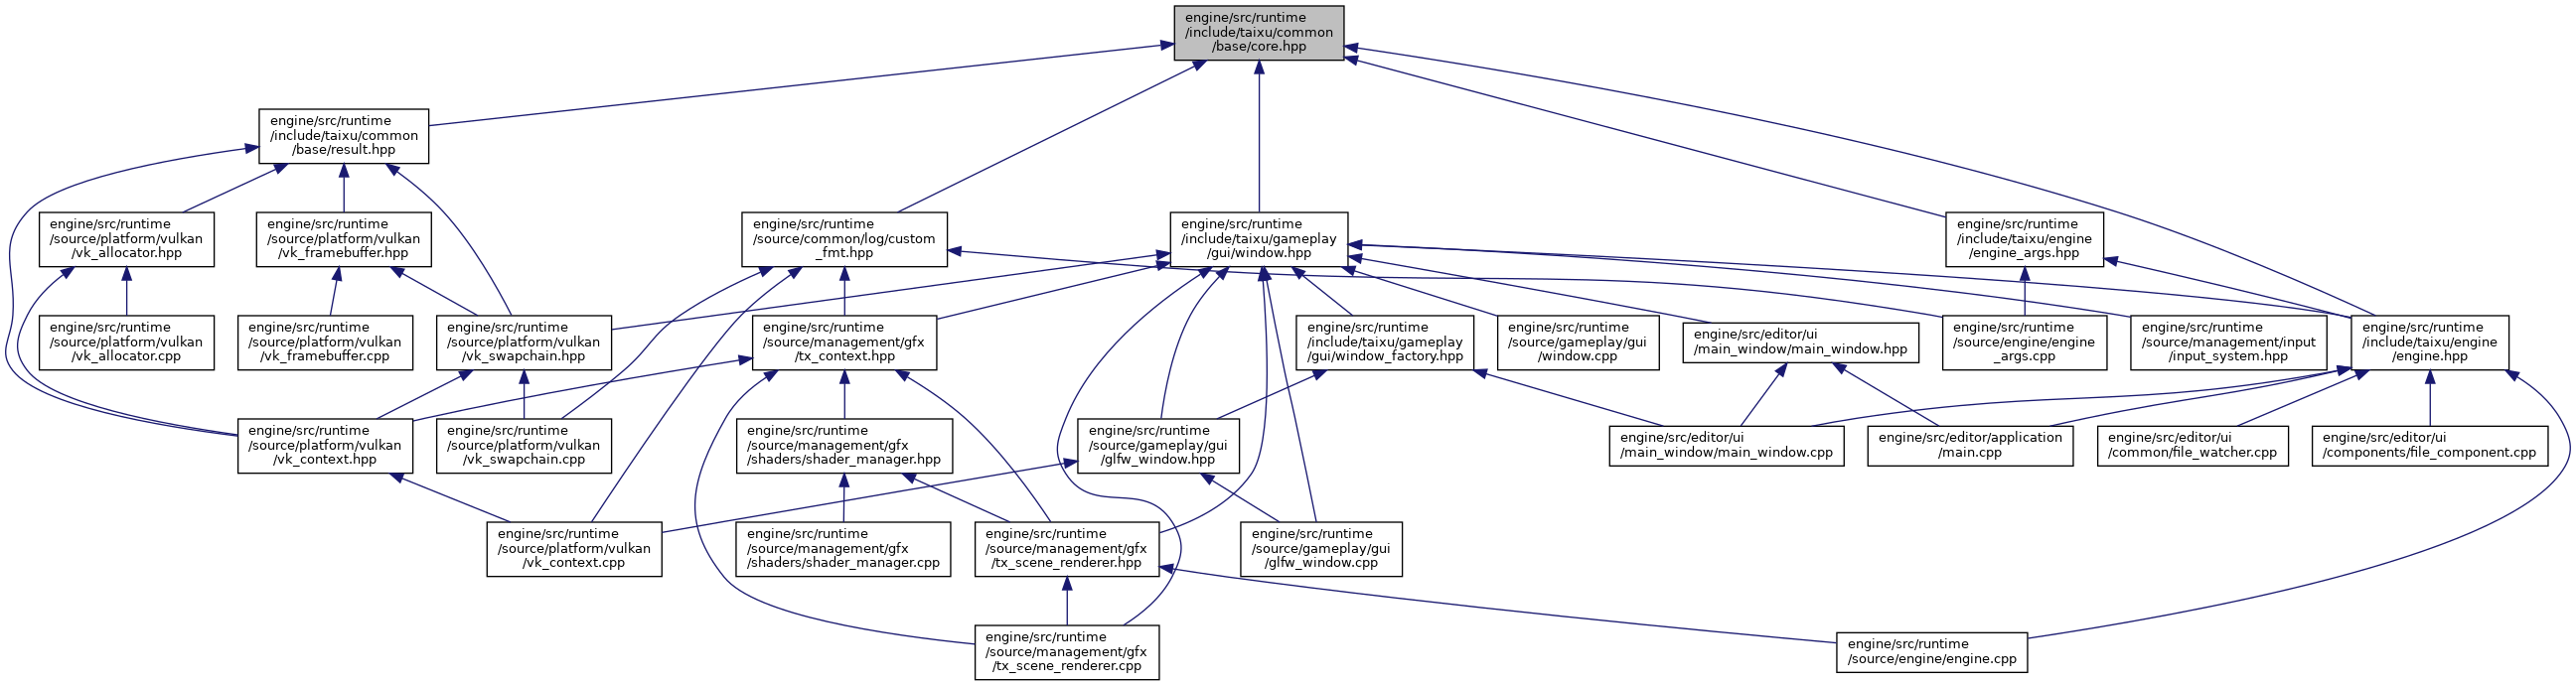 engine/src/runtime
/include/taixu/common
/base/core.hpp
engine/src/runtime
/include/taixu/common
/base/result.hpp
engine/src/runtime
/source/platform/vulkan
/vk_allocator.hpp
engine/src/runtime
/source/platform/vulkan
/vk_framebuffer.hpp
engine/src/runtime
/source/common/log/custom
_fmt.hpp
engine/src/runtime
/include/taixu/gameplay
/gui/window.hpp
engine/src/runtime
/include/taixu/engine
/engine_args.hpp
engine/src/runtime
/source/platform/vulkan
/vk_allocator.cpp
engine/src/runtime
/source/platform/vulkan
/vk_framebuffer.cpp
engine/src/runtime
/source/platform/vulkan
/vk_swapchain.hpp
engine/src/runtime
/source/management/gfx
/tx_context.hpp
engine/src/runtime
/include/taixu/gameplay
/gui/window_factory.hpp
engine/src/runtime
/source/gameplay/gui
/window.cpp
engine/src/editor/ui
/main_window/main_window.hpp
engine/src/runtime
/source/engine/engine
_args.cpp
engine/src/runtime
/source/management/input
/input_system.hpp
engine/src/runtime
/include/taixu/engine
/engine.hpp
engine/src/runtime
/source/platform/vulkan
/vk_context.hpp
engine/src/runtime
/source/platform/vulkan
/vk_swapchain.cpp
engine/src/runtime
/source/management/gfx
/shaders/shader_manager.hpp
engine/src/runtime
/source/gameplay/gui
/glfw_window.hpp
engine/src/editor/ui
/main_window/main_window.cpp
engine/src/editor/application
/main.cpp
engine/src/editor/ui
/common/file_watcher.cpp
engine/src/editor/ui
/components/file_component.cpp
engine/src/runtime
/source/platform/vulkan
/vk_context.cpp
engine/src/runtime
/source/management/gfx
/shaders/shader_manager.cpp
engine/src/runtime
/source/management/gfx
/tx_scene_renderer.hpp
engine/src/runtime
/source/gameplay/gui
/glfw_window.cpp
engine/src/runtime
/source/management/gfx
/tx_scene_renderer.cpp
engine/src/runtime
/source/engine/engine.cpp